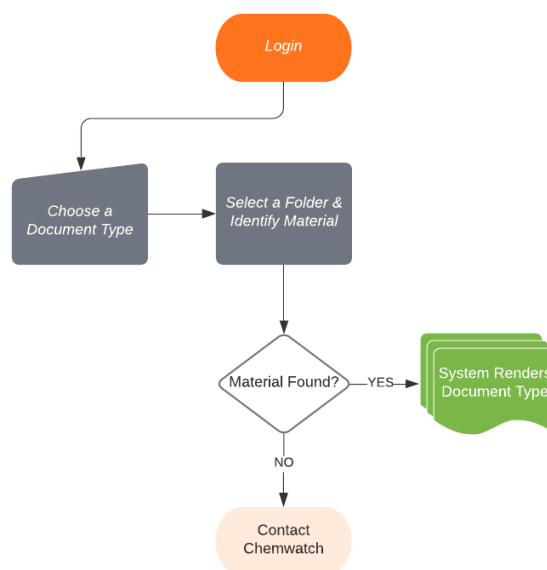 Login
Choose a
Document Type
Select a Folder &
Identify Material
Material Found?
YES
System Renders
Document Type
NO
Contact
Chemwatch